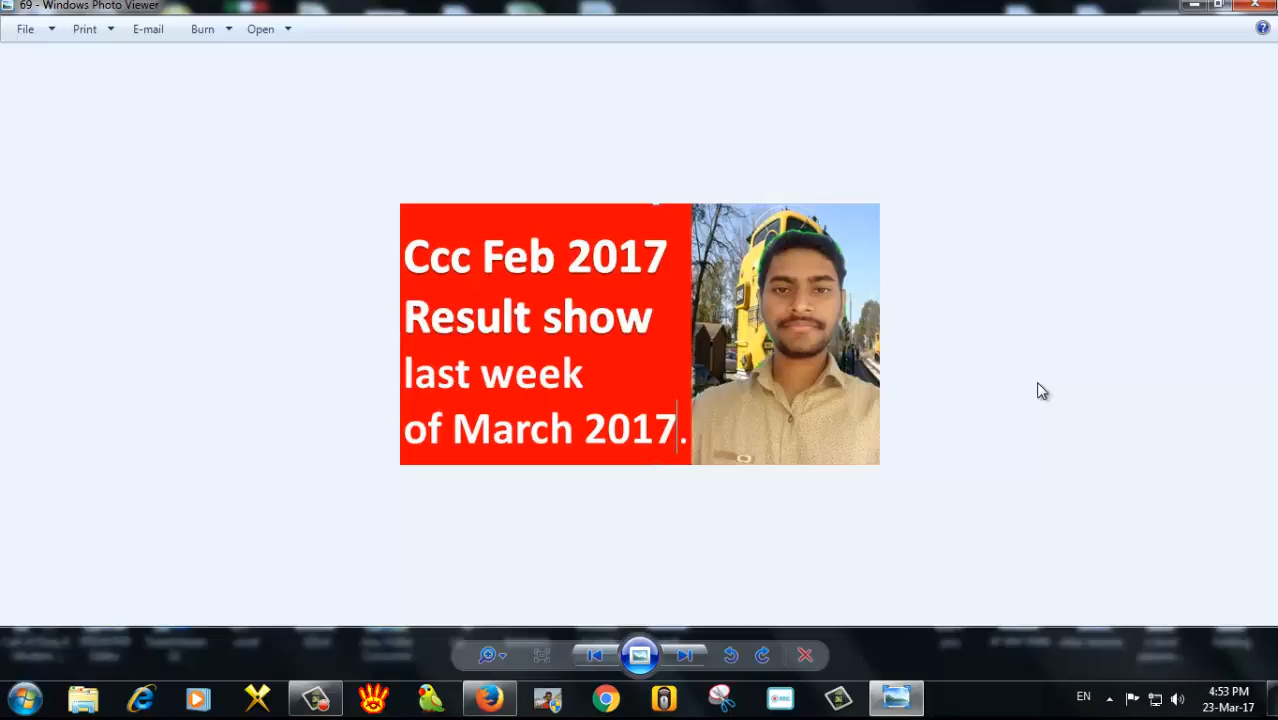 69 - Windows Photo Viewer
File Print E-mail Burn Open
Ccc Feb 2017
Result show
last week
of March 2017.
EN
4:53 PM
23-Mar-17